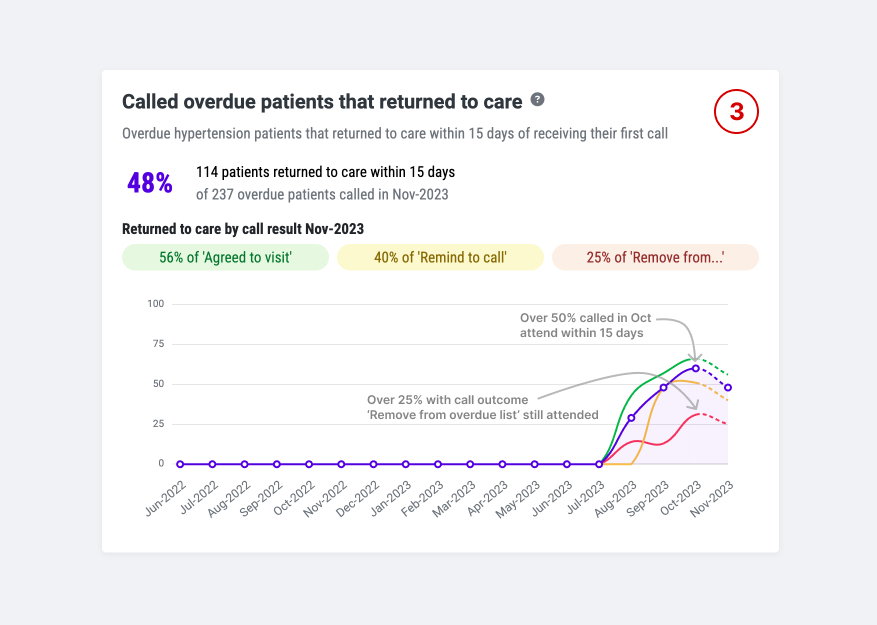 Called overdue patients that returned to care ?
3
Overdue hypertension patients that returned to care within 15 days of receiving their first call
48%
114 patients returned to care within 15 days
of 237 overdue patients called in Nov-2023
Returned to care by call result Nov-2023
56% of 'Agreed to visit'
40% of 'Remind to call'
25% of 'Remove from...'
100
75
50
25
0
Over 50% called in Oct
attend within 15 days
Over 25% with call outcome
‘Remove from overdue list’ still attended
Jun-2022
Jul-2022
Aug-2022
Sep-2022
Oct-2022
Nov-2022
Dec-2022
Jan-2023
Feb-2023
Mar-2023
Apr-2023
May-2023
Jun-2023
Jul-2023
Aug-2023
Sep-2023
Oct-2023
Nov-2023